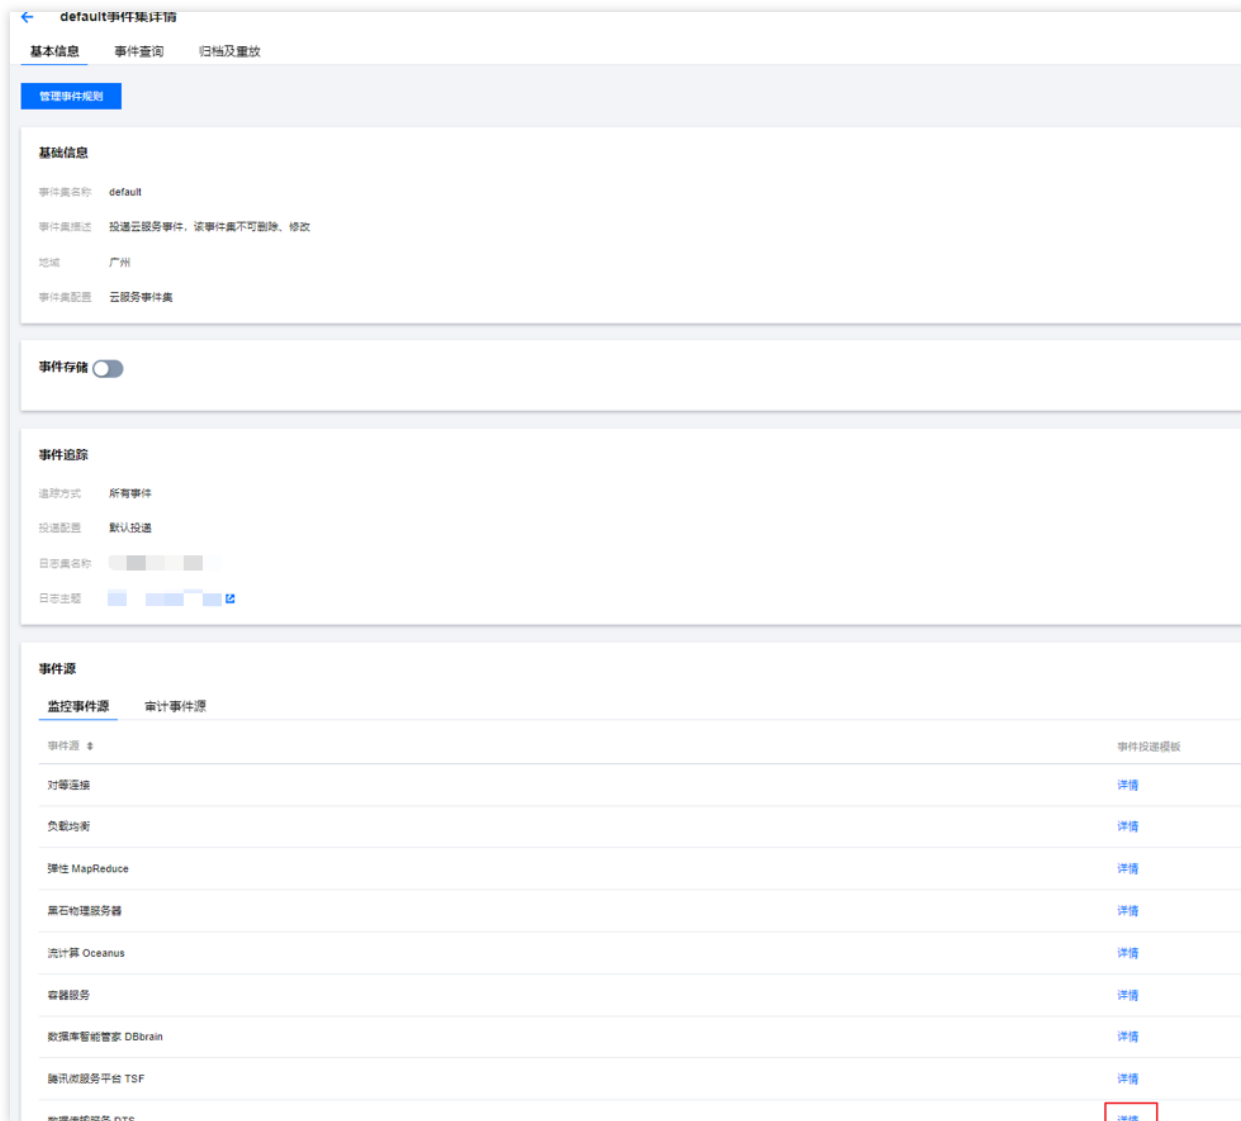 default事件集详情
基本信息 事件查询 归档及重放
管理事件规则
基础信息
事件集名称 default
事件集描述 投递云服务事件，该事件集不可删除、修改
地域 广州
事件集配置 云服务事件集
事件存储
事件追踪
追踪方式 所有事件
投递配置 默认投递
日志集名称
日志主题
事件源
监控事件源 审计事件源
事件源 事件投递模板
对等连接 详情
负载均衡 详情
弹性 MapReduce 详情
黑石物理服务器 详情
流计算 Oceanus 详情
容器服务 详情
数据库智能管家 DBbrain 详情
腾讯微服务平台 TSF 详情
数据传输服务 DTS 详情